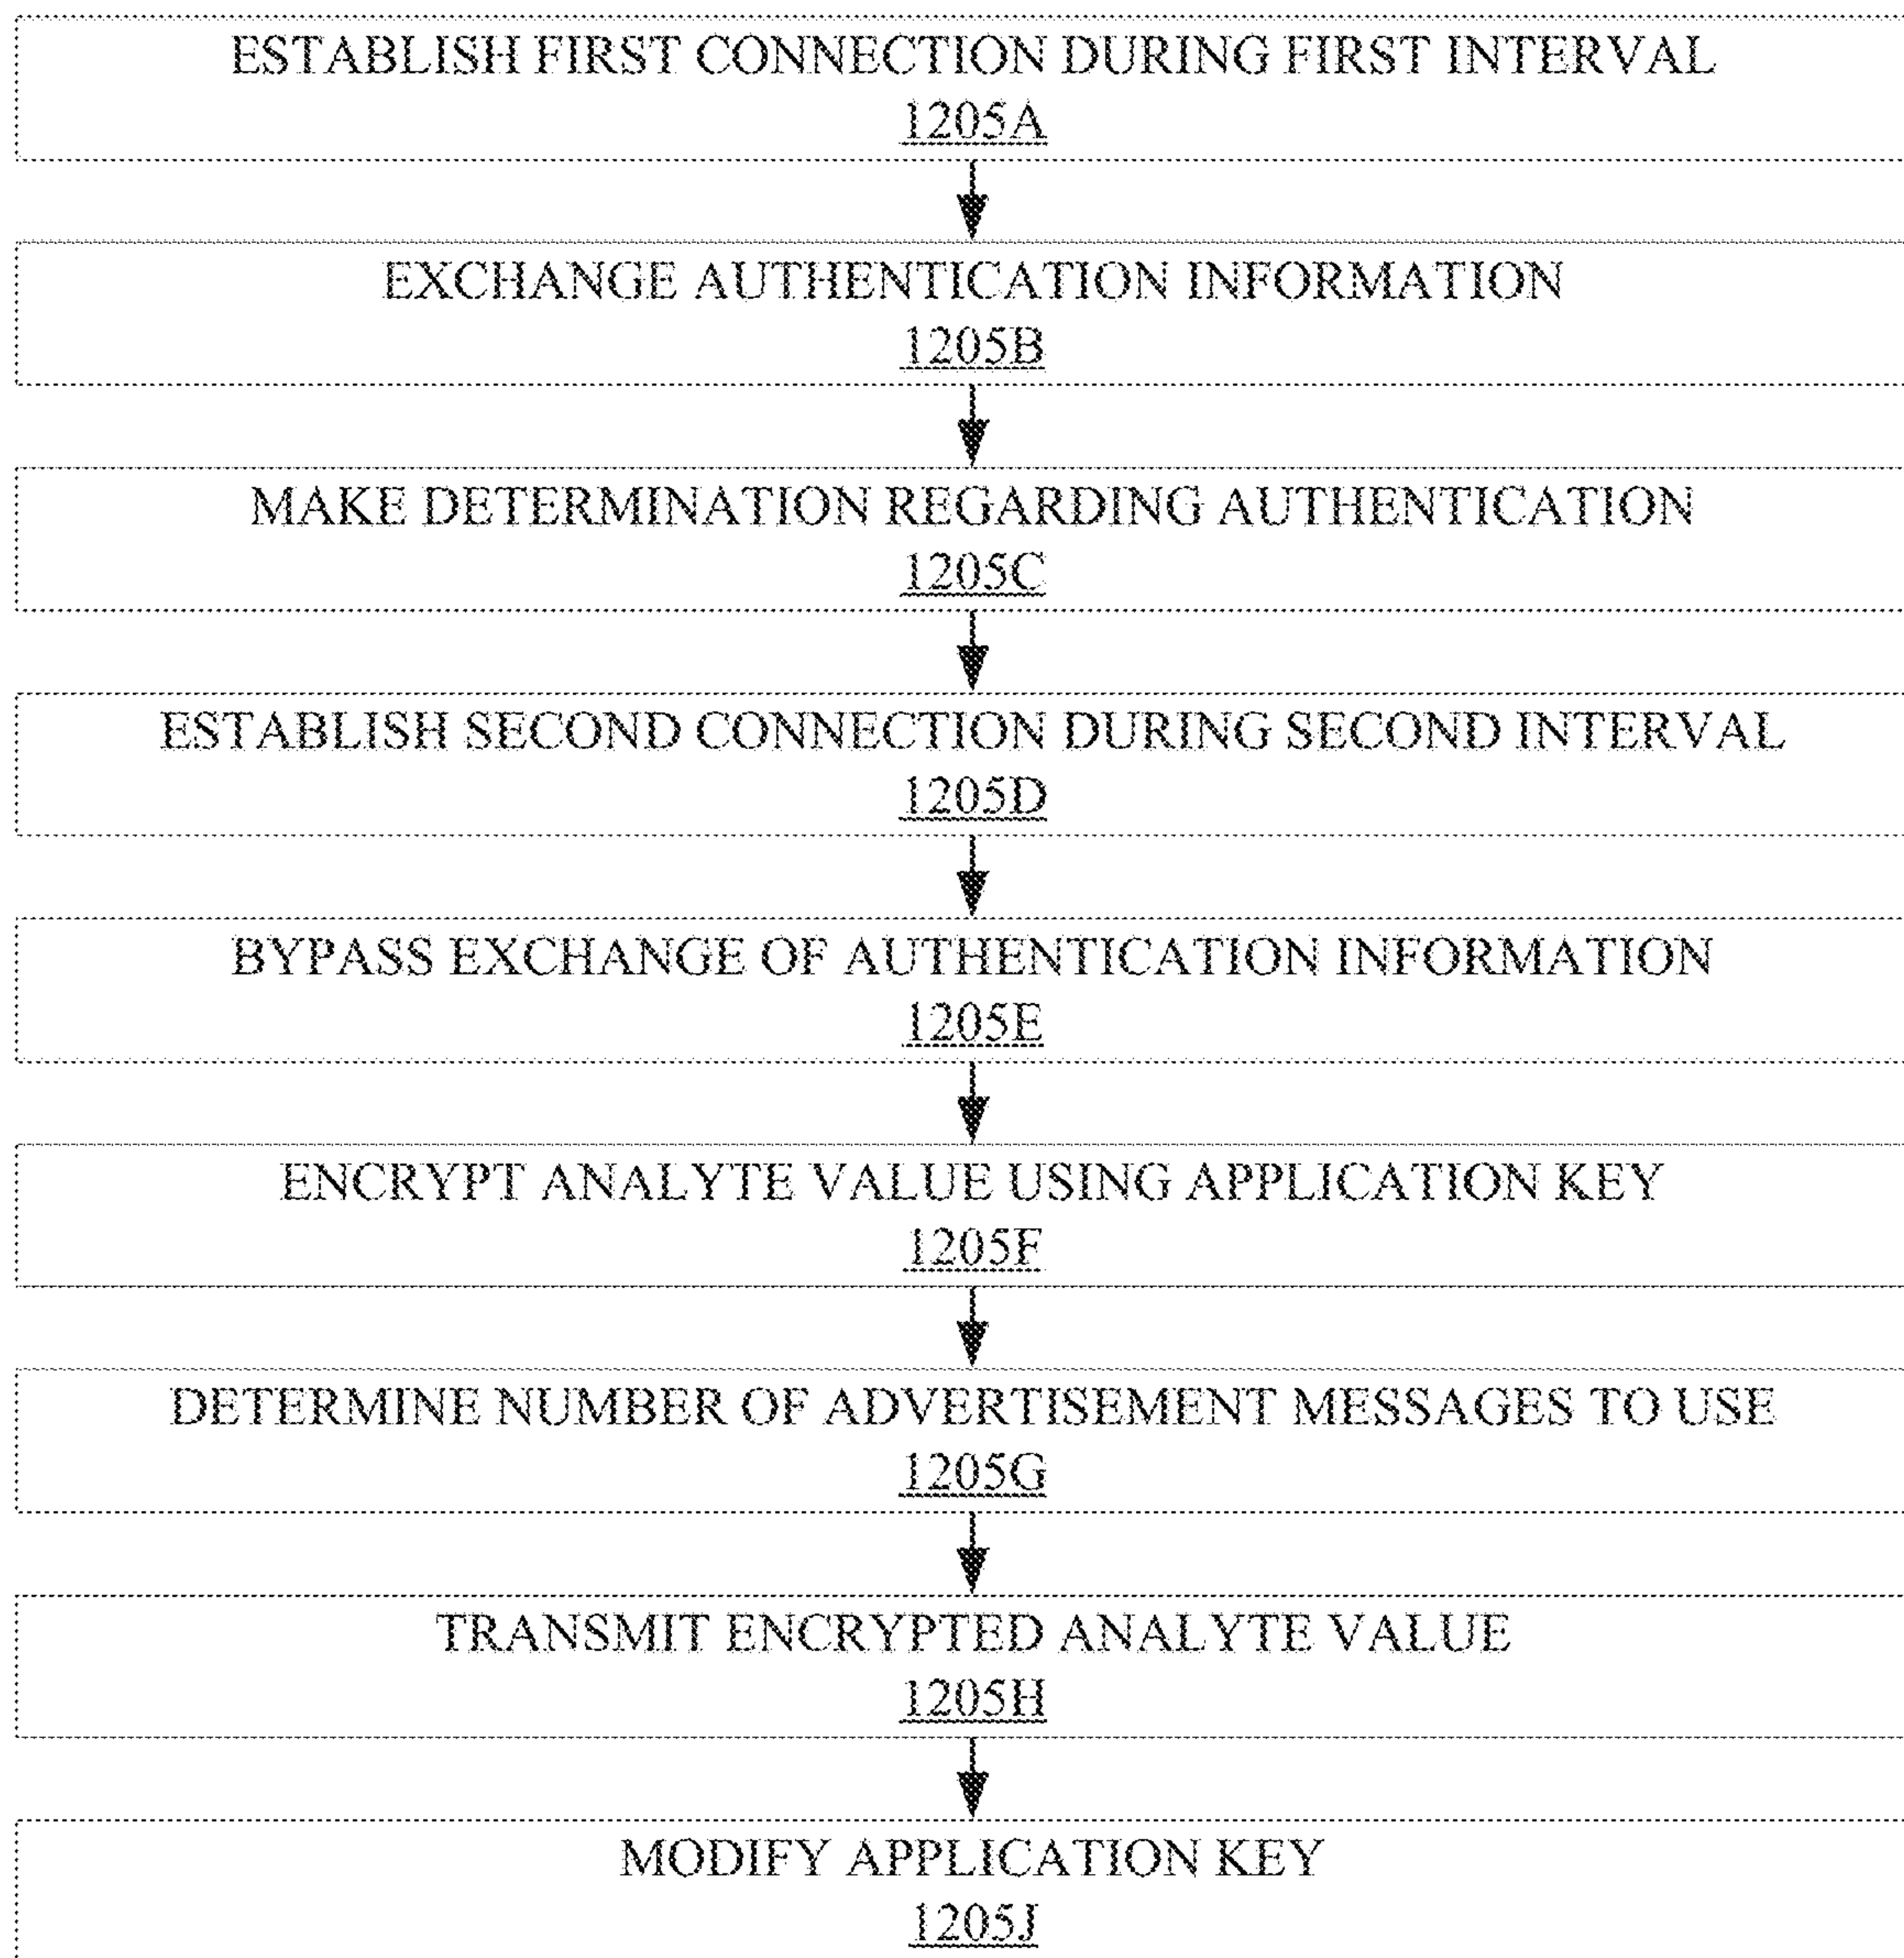 ESTABLISH FIRST CONNECTION DURING FIRST INTERVAL
1205A
EXCHANGE AUTHENTICATION INFORMATION
1205B
MAKE DETERMINATION REGARDING AUTHENTICATION
1205C
ESTABLISH SECOND CONNECTION DURING SECOND INTERVAL
1205D
BYPASS EXCHANGE OF AUTHENTICATION INFORMATION
1205E
ENCRYPT ANALYTE VALUE USING APPLICATION KEY
1205F
DETERMINE NUMBER OF ADVERTISEMENT MESSAGES TO USE
1205G
TRANSMIT ENCRYPTED ANALYTE VALUE
1205H
MODIFY APPLICATION KEY
1205J